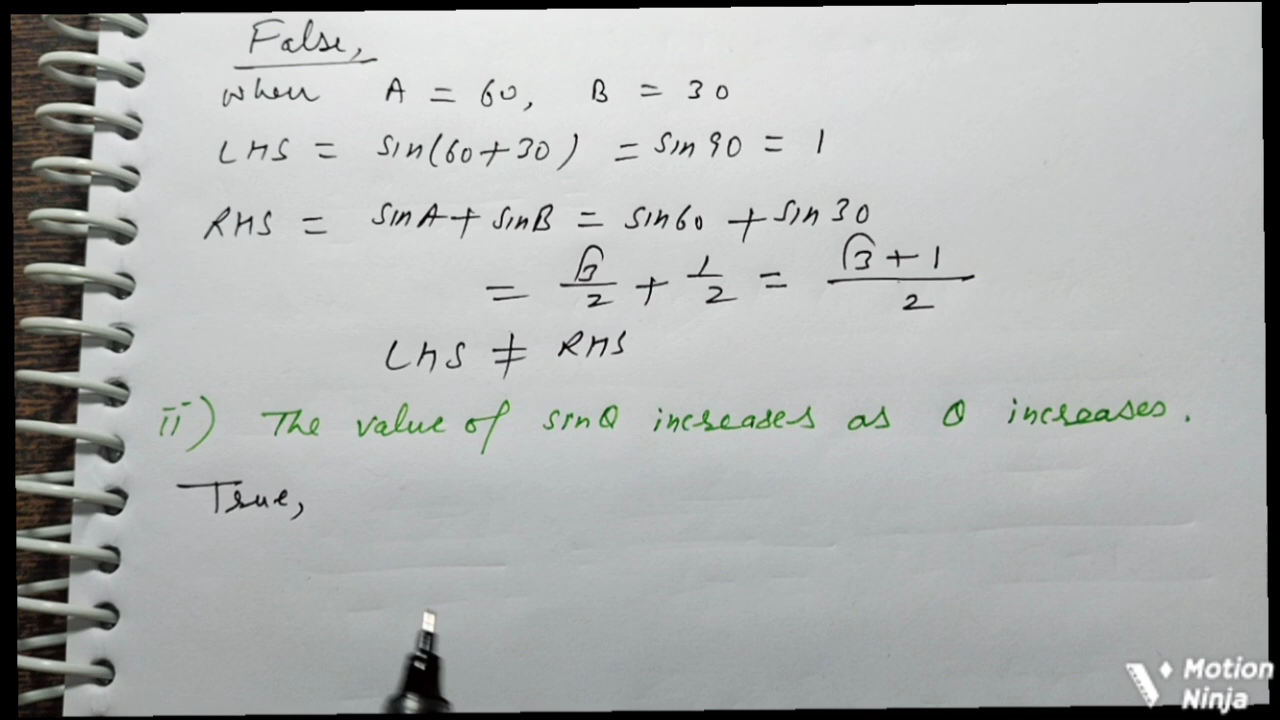 False,
when A = 60, B = 30
LHS = sin(60+30) = sin 90 = 1
RHS = sinA + sinB = sin60 + sin30
= √3/2 + 1/2 = √3 + 1/2
LHS ≠ RHS
ii) The value of sinθ increases as θ increases.
True,
Motion
Ninja